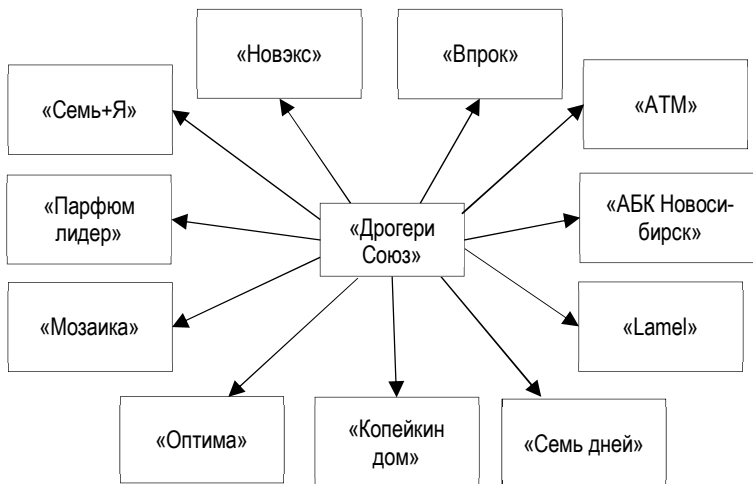 «Новэкс»
«Впрок»
«Семь+Я»
«АТМ»
«Парфюм
лидер»
«Дрогери
Союз»
«АБК Новоси-
бирск»
«Мозаика»
«Lamel»
«Оптима»
«Копейкин
дом»
«Семь дней»